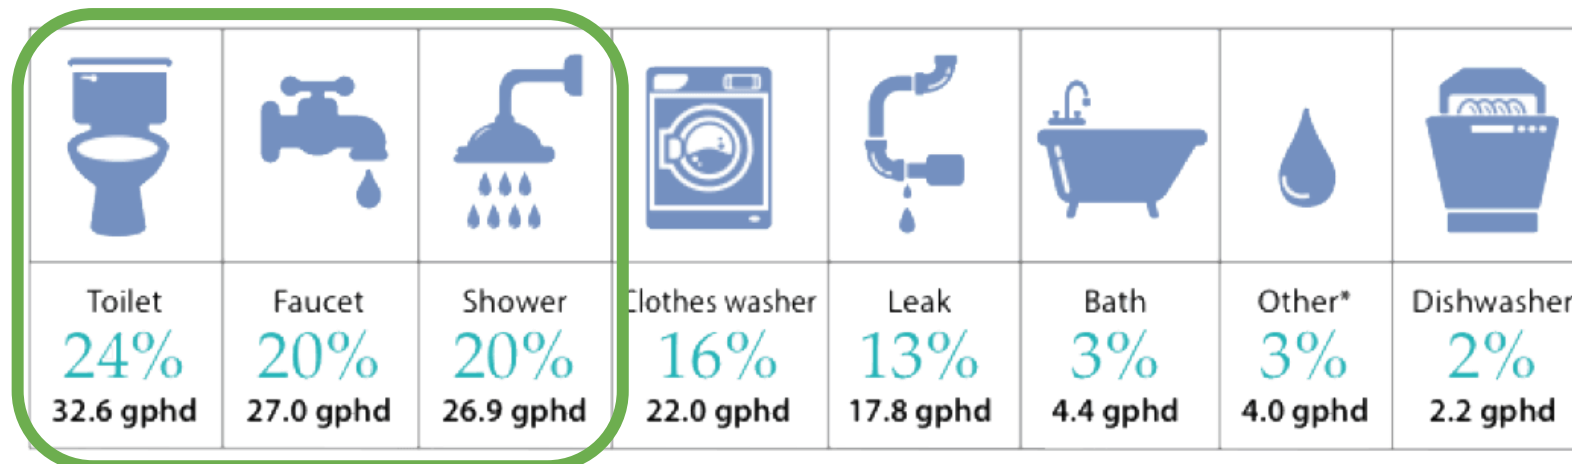 Toilet Faucet Shower Clothes washer Leak Bath Other* Dishwasher
24% 20% 20% 16% 13% 3% 3% 2%
32.6 gphd 27.0 gphd 26.9 gphd 22.0 gphd 17.8 gphd 4.4 gphd 4.0 gphd 2.2 gphd